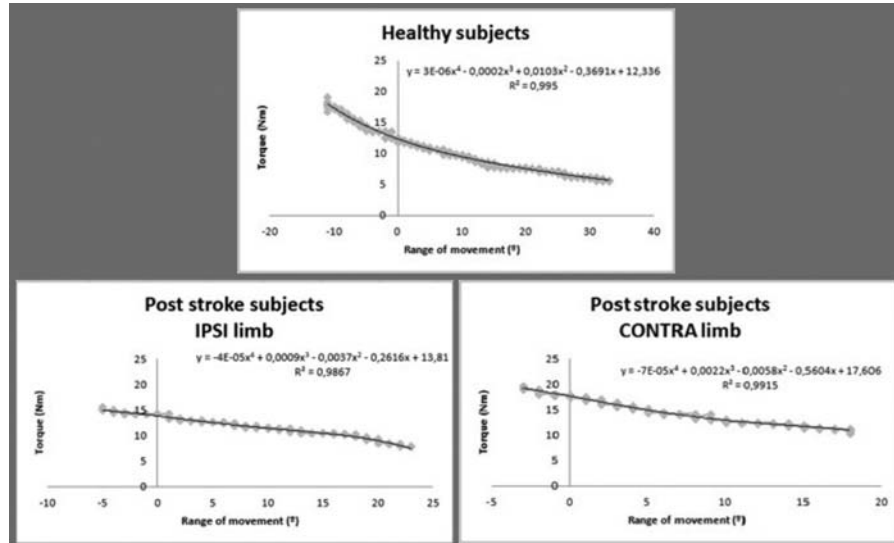 Healthy subjects
y = 3E-06x⁴ - 0,0002x³ + 0,0103x² - 0,3691x + 12,336
R² = 0,995
Torque (Nm)
25
20
15
10
5
0
-20 -10 0 10 20 30 40
Range of movement (º)
Post stroke subjects
IPSI limb
y = -4E-05x⁴ + 0,0009x³ - 0,0037x² - 0,2616x + 13,81
R² = 0,9867
Torque (Nm)
25
20
15
10
5
0
-10 -5 0 5 10 15 20 25
Range of movement (º)
Post stroke subjects
CONTRA limb
y = -7E-05x⁴ + 0,0022x³ - 0,0058x² - 0,5604x + 17,606
R² = 0,9915
Torque (Nm)
25
20
15
10
5
0
-5 0 5 10 15 20
Range of movement (º)